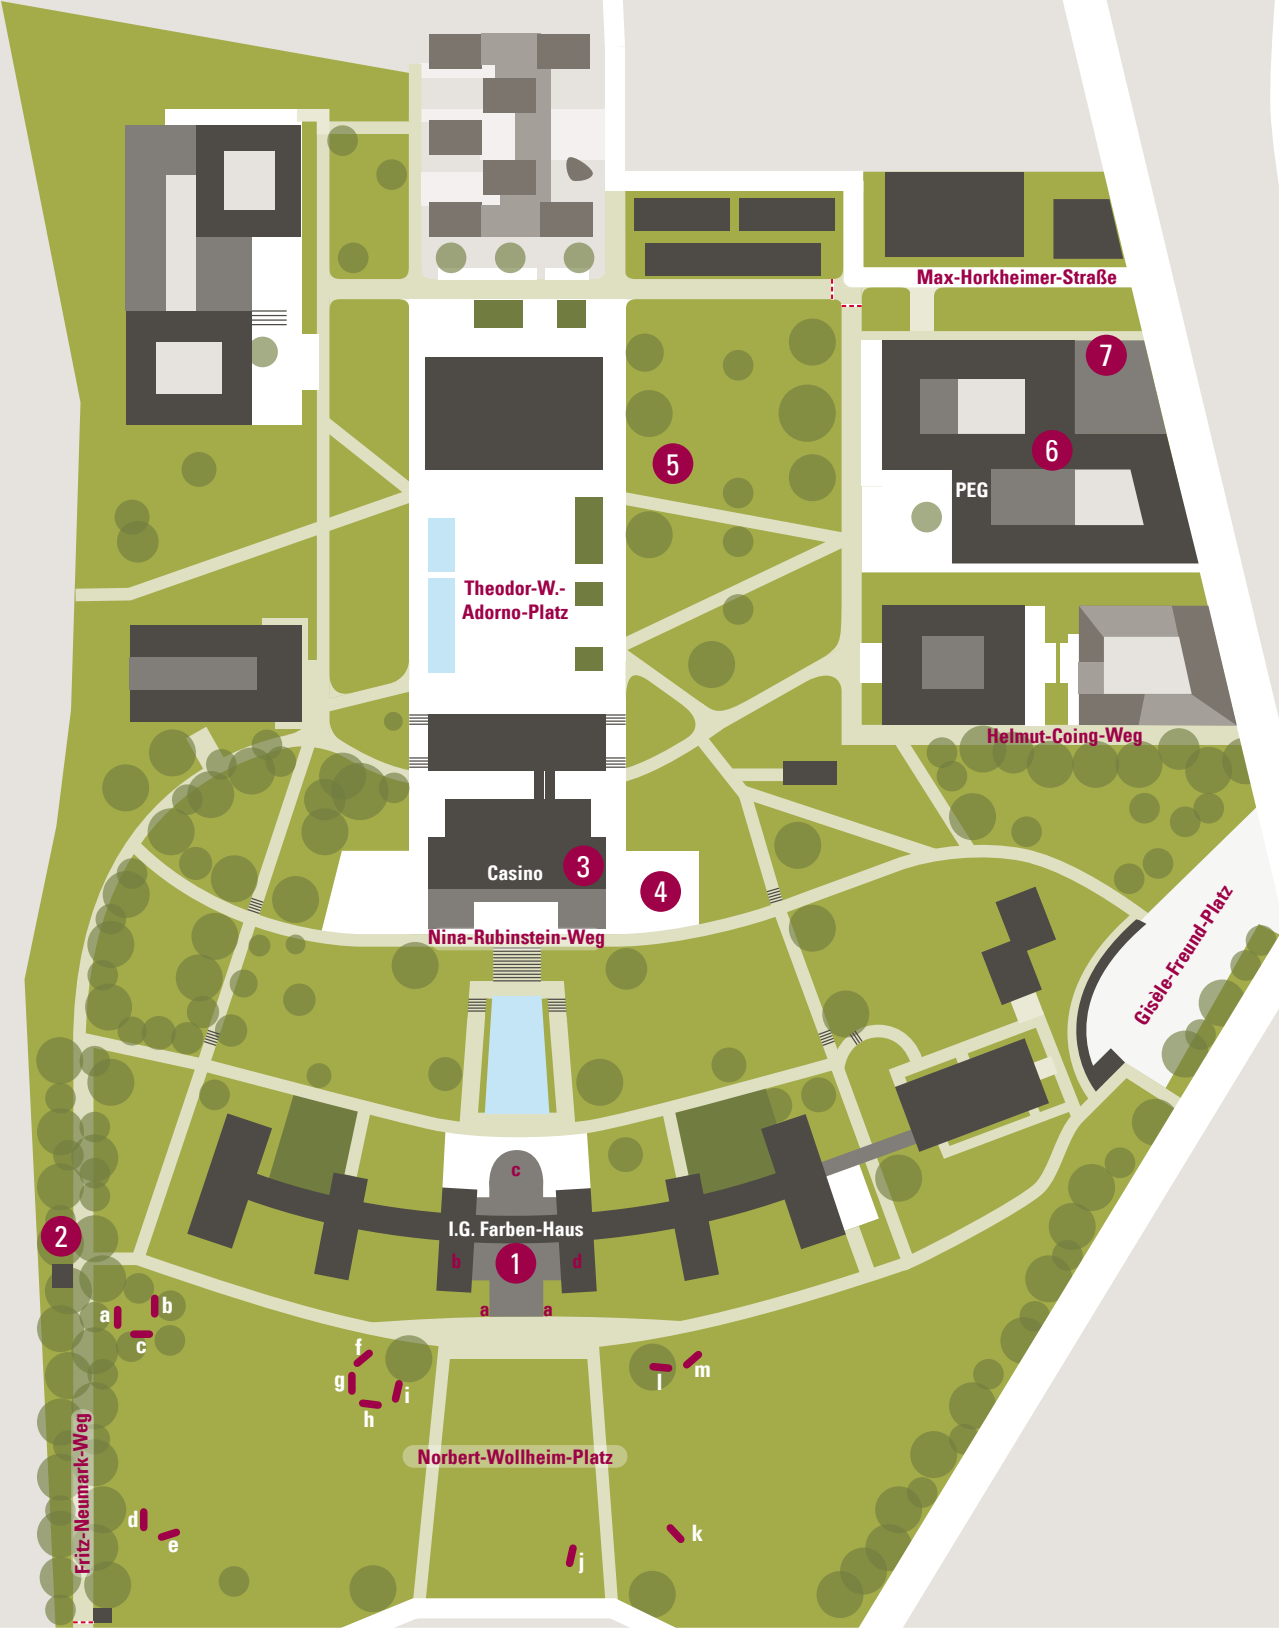 Max-Horkheimer-Straße
7
6
5
PEG
Theodor-W.-
Adorno-Platz
Helmut-Coing-Weg
3
Casino
4
Gisèle-Freund-Platz
Nina-Rubinstein-Weg
c
I.G. Farben-Haus
2
b
1
d
a
a
a
b
c
f
g
i
h
l
m
Norbert-Wollheim-Platz
Fritz-Neumark-Weg
d
e
j
k